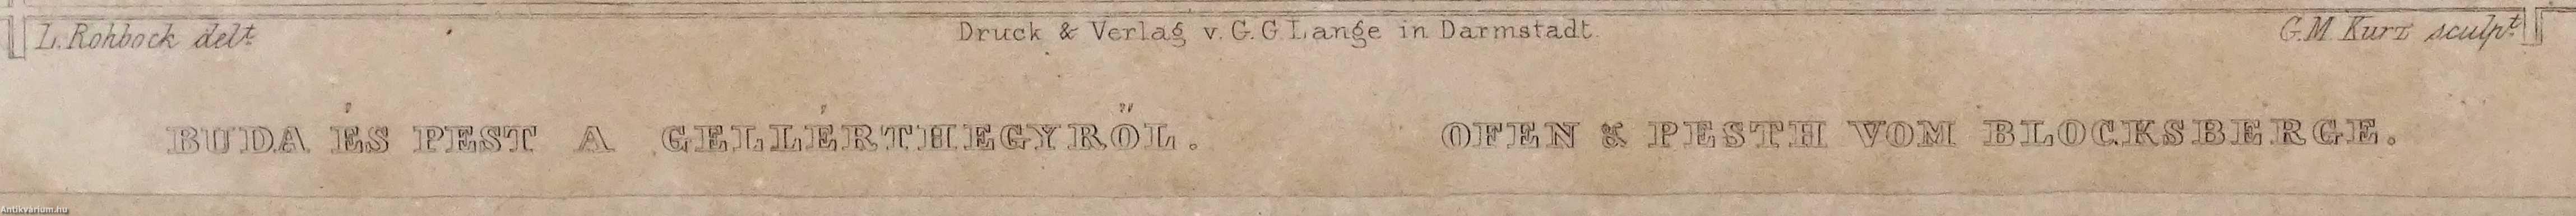 L. Rohbock delt.
Druck & Verlag v. G. G. Lange in Darmstadt.
G. M. Kurz sculpt.
BUDA ÉS PEST A GELLÉRTHEGYRŐL.
OFEN & PESTH VOM BLOCKSBERGE.
Antikvarium.hu